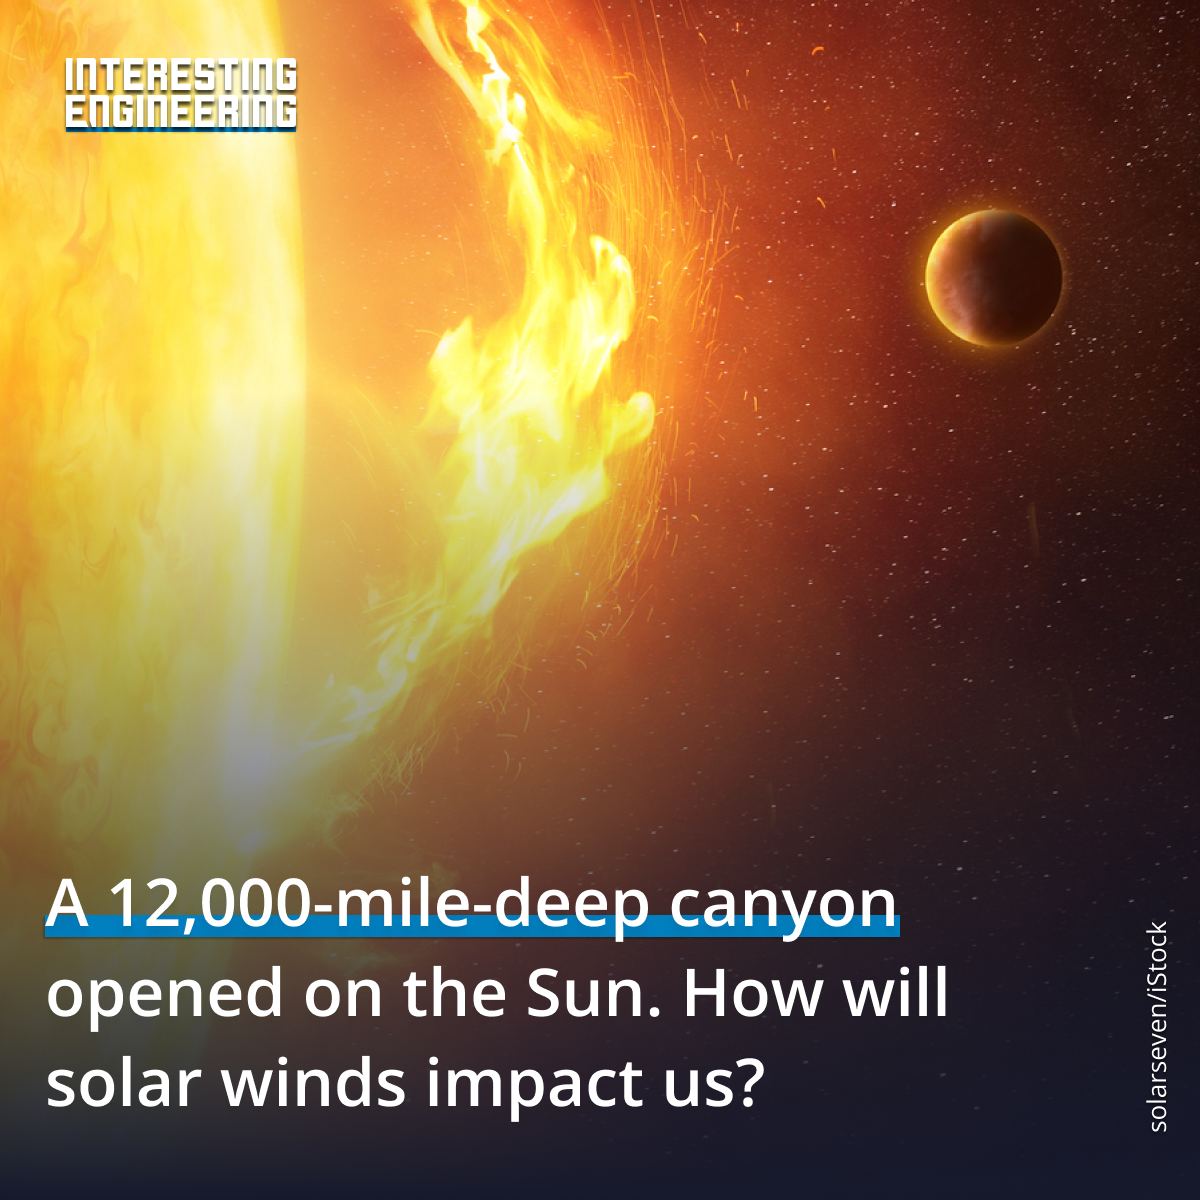 INTERESTING
ENGINEERING
A 12,000-mile-deep canyon
opened on the Sun. How will
solar winds impact us?
solarseven/iStock